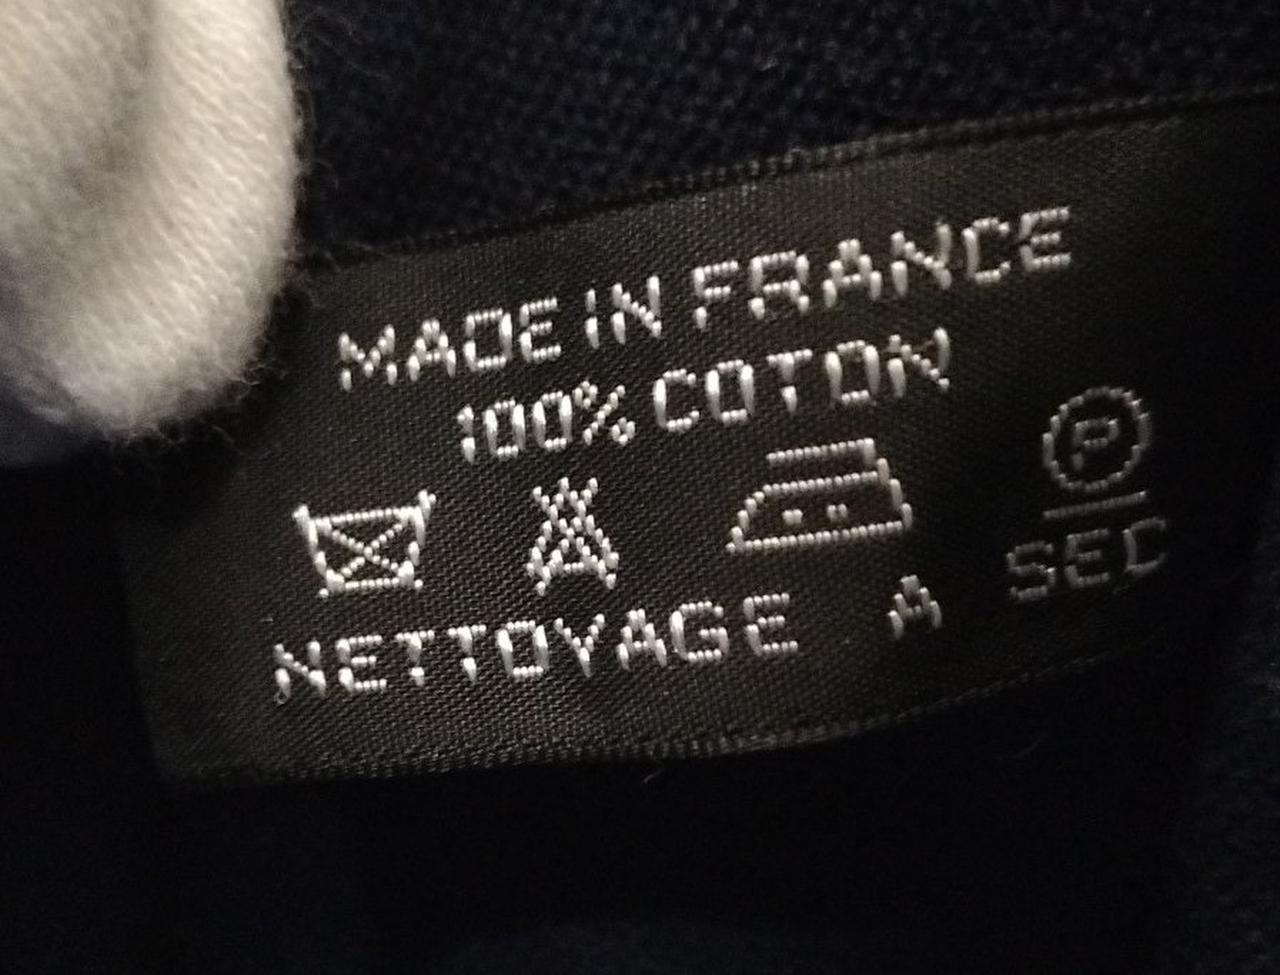 MADE IN FRANCE
100% COTON
P
NETTOYAGE A SEC